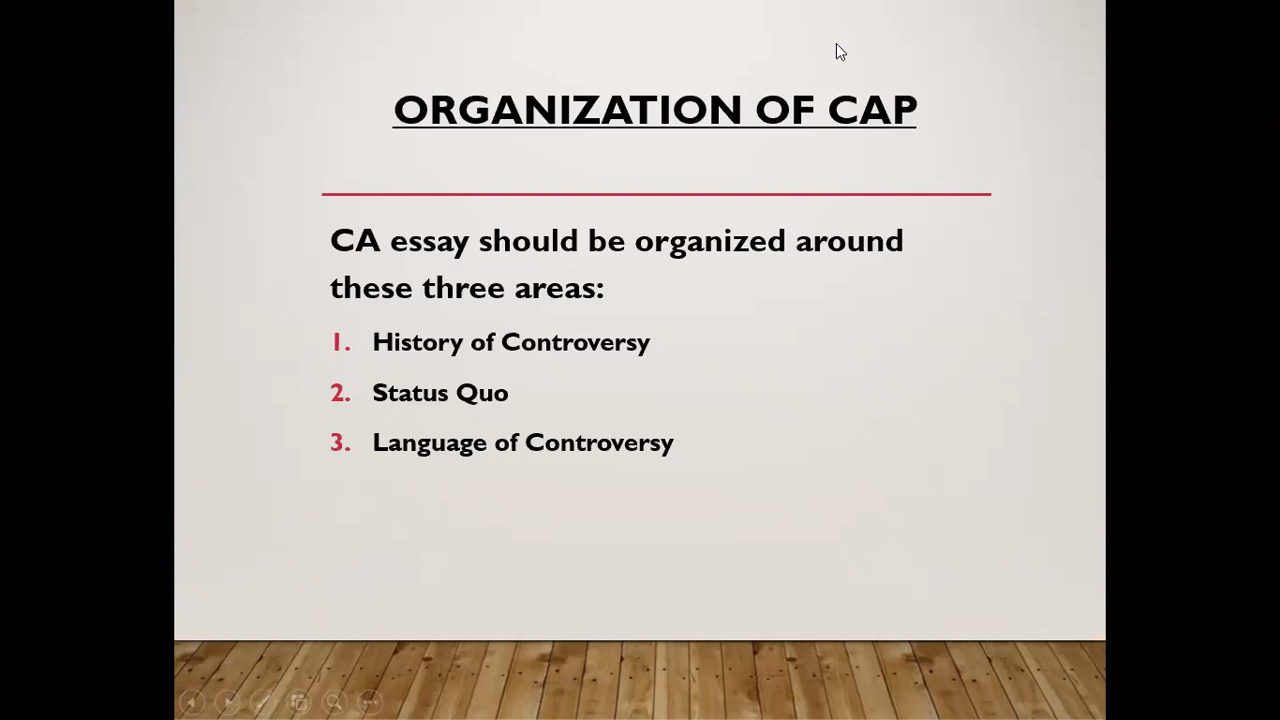 ORGANIZATION OF CAP
CA essay should be organized around
these three areas:
1. History of Controversy
2. Status Quo
3. Language of Controversy